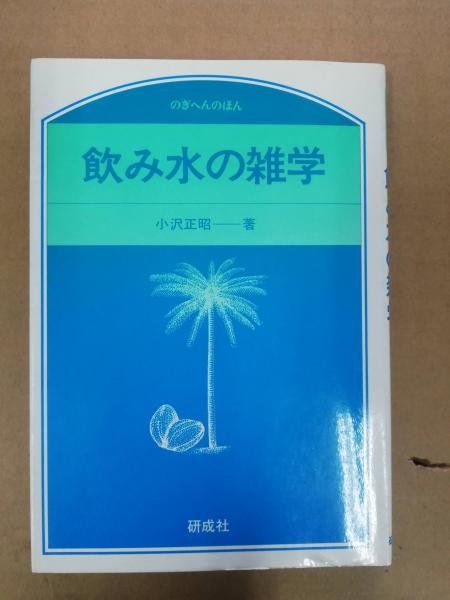 のぎへんのほん
飲み水の雑学
小沢正昭——著
研成社